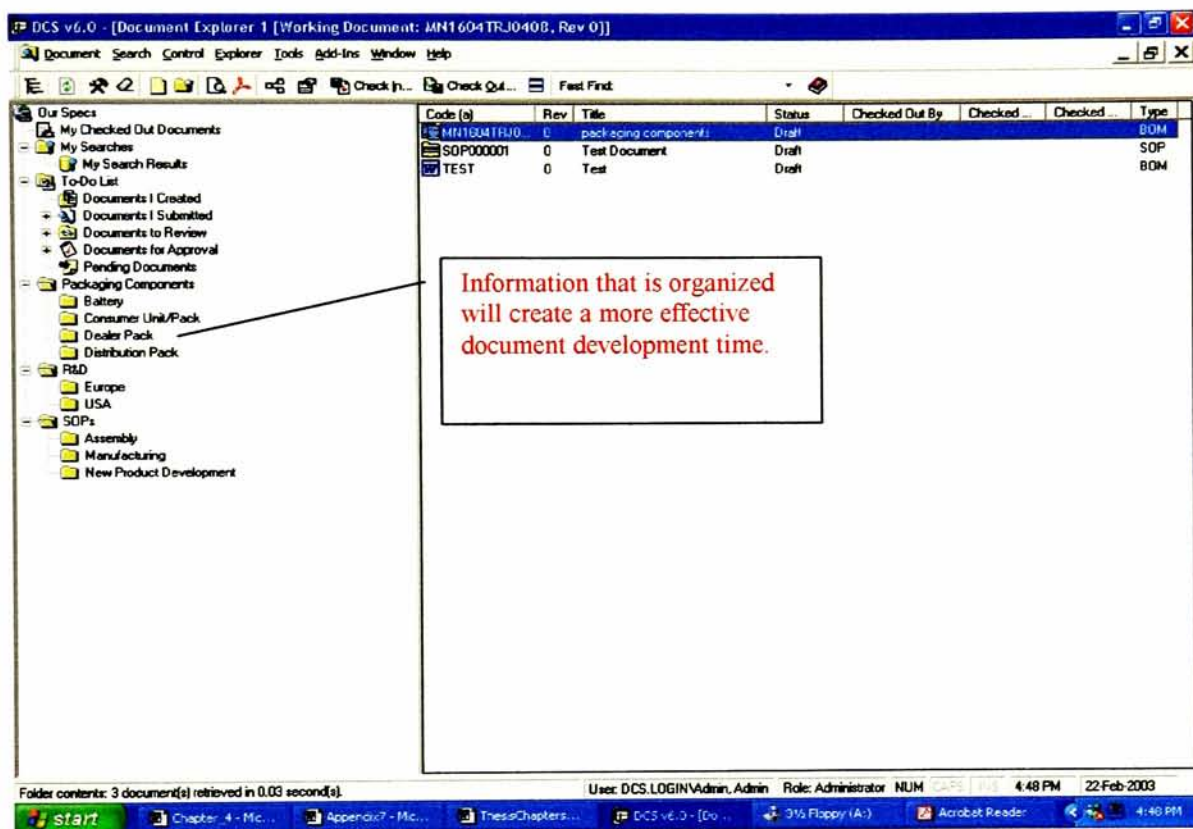 DCS v6.0 - [Document Explorer 1 [Working Document: MN1604TRJ0408, Rev 0]]
Document Search Control Explorer Tools Add-Ins Window Help
Check In... Check Out... Fast Find:
Our Specs
My Checked Out Documents
My Searches
My Search Results
To-Do List
Documents I Created
Documents I Submitted
Documents to Review
Documents for Approval
Pending Documents
Packaging Components
Battery
Consumer Unit/Pack
Dealer Pack
Distribution Pack
R&D
Europe
USA
SOPs
Assembly
Manufacturing
New Product Development
Code (a) Rev Title Status Checked Out By Checked ... Checked ... Type
MN1604TRJ0... 0 packaging components Draft BOM
SOP000001 0 Test Document Draft SOP
TEST 0 Test Draft BOM
Information that is organized
will create a more effective
document development time.
Folder contents: 3 document(s) retrieved in 0.03 second(s). User: DCS.LOGIN\Admin, Admin Role: Administrator NUM CAPS INS 4:48 PM 22-Feb-2003
start Chapter_4 - Mc... Appendix7 - Mc... ThesisChapters... DCS v6.0 - [Do... 3½ Floppy (A:) Acrobat Reader 4:48 PM